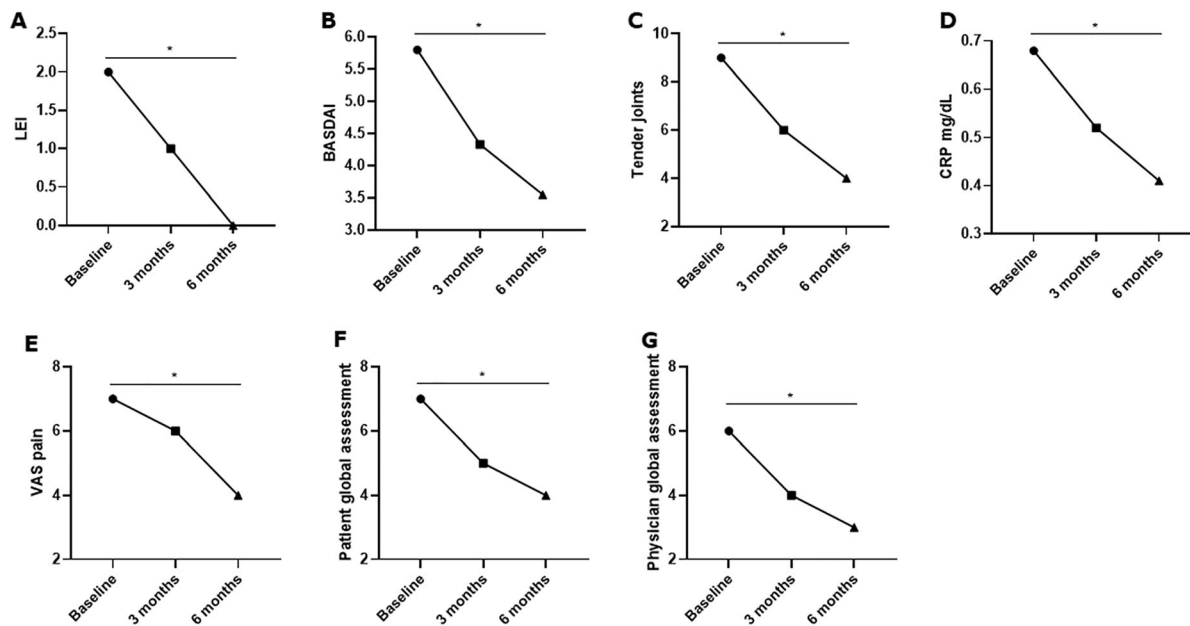 A
LEI
2.5
2.0
1.5
1.0
0.5
0.0
*
Baseline
3 months
6 months
B
BASDAI
6.0
5.5
5.0
4.5
4.0
3.5
3.0
*
Baseline
3 months
6 months
C
Tender joints
10
8
6
4
2
*
Baseline
3 months
6 months
D
CRP mg/dL
0.7
0.6
0.5
0.4
0.3
*
Baseline
3 months
6 months
E
VAS pain
8
6
4
2
*
Baseline
3 months
6 months
F
Patient global assessment
8
6
4
2
*
Baseline
3 months
6 months
G
Physician global assessment
8
6
4
2
*
Baseline
3 months
6 months